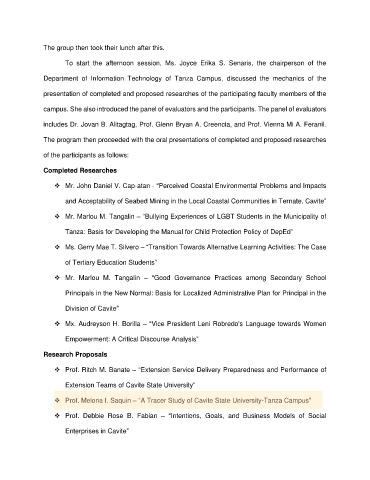 The group then took their lunch after this.
To start the afternoon session, Ms. Joyce Erika S. Senaris, the chairperson of the
Department of Information Technology of Tanza Campus, discussed the mechanics of the
presentation of completed and proposed researches of the participating faculty members of the
campus. She also introduced the panel of evaluators and the participants. The panel of evaluators
includes Dr. Jovan B. Alitagtag, Prof. Glenn Bryan A. Creencia, and Prof. Vienna Mi A. Feranil.
The program then proceeded with the oral presentations of completed and proposed researches
of the participants as follows:
Completed Researches
❖ Mr. John Daniel V. Cap-atan - “Perceived Coastal Environmental Problems and Impacts
and Acceptability of Seabed Mining in the Local Coastal Communities in Ternate, Cavite”
❖ Mr. Marlou M. Tangalin – “Bullying Experiences of LGBT Students in the Municipality of
Tanza: Basis for Developing the Manual for Child Protection Policy of DepEd”
❖ Ms. Gerry Mae T. Silvero – “Transition Towards Alternative Learning Activities: The Case
of Tertiary Education Students”
❖ Mr. Marlou M. Tangalin – “Good Governance Practices among Secondary School
Principals in the New Normal: Basis for Localized Administrative Plan for Principal in the
Division of Cavite”
❖ Mx. Audreyson H. Borilla – “Vice President Leni Robredo's Language towards Women
Empowerment: A Critical Discourse Analysis”
Research Proposals
❖ Prof. Ritch M. Banate – “Extension Service Delivery Preparedness and Performance of
Extension Teams of Cavite State University”
❖ Prof. Melona I. Saquin – “A Tracer Study of Cavite State University-Tanza Campus”
❖ Prof. Debbie Rose B. Fabian – “Intentions, Goals, and Business Models of Social
Enterprises in Cavite”